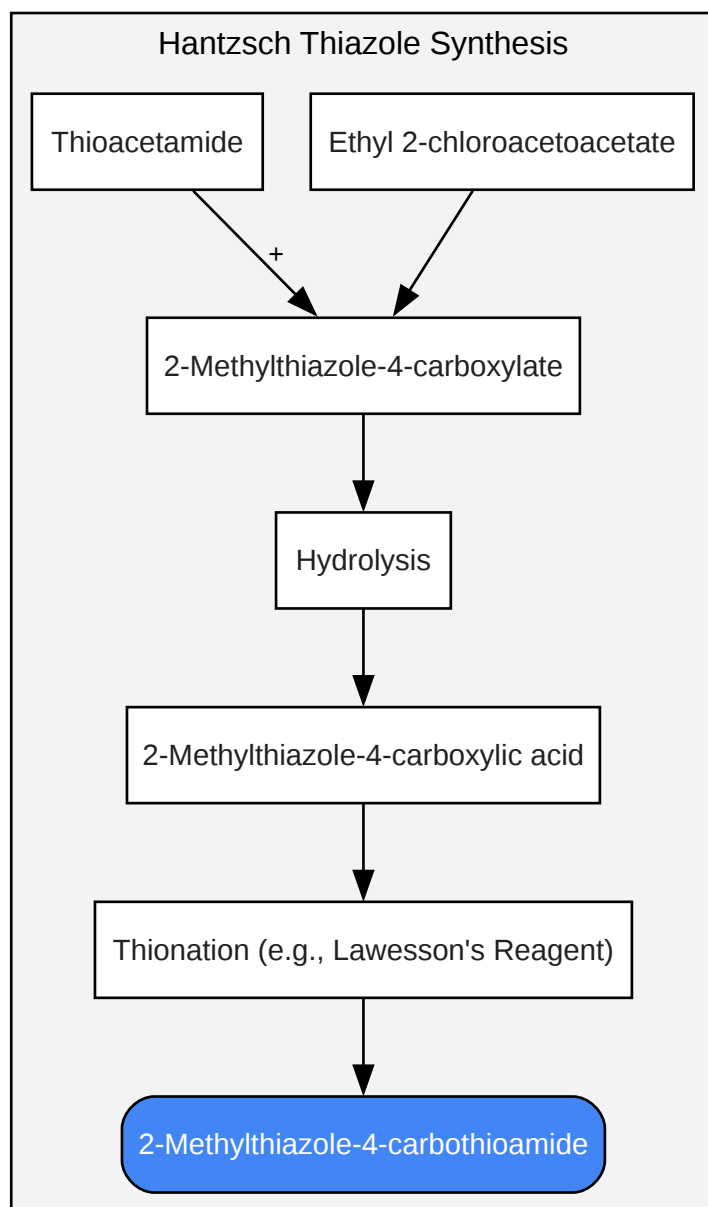 Hantzsch Thiazole Synthesis
Thioacetamide
Ethyl 2-chloroacetoacetate
+
2-Methylthiazole-4-carboxylate
Hydrolysis
2-Methylthiazole-4-carboxylic acid
Thionation (e.g., Lawesson's Reagent)
2-Methylthiazole-4-carbothioamide